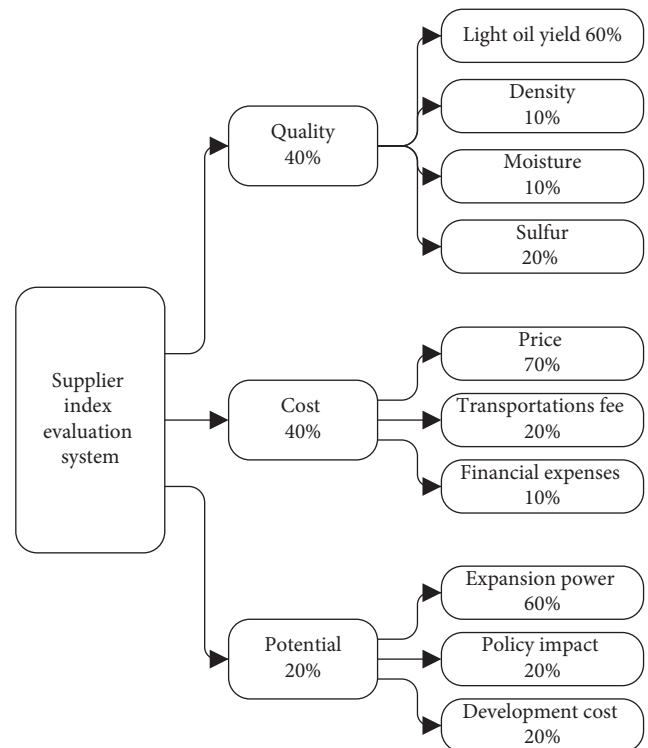 Supplier
index
evaluation
system
Quality
40%
Light oil yield 60%
Density
10%
Moisture
10%
Sulfur
20%
Cost
40%
Price
70%
Transportations fee
20%
Financial expenses
10%
Potential
20%
Expansion power
60%
Policy impact
20%
Development cost
20%